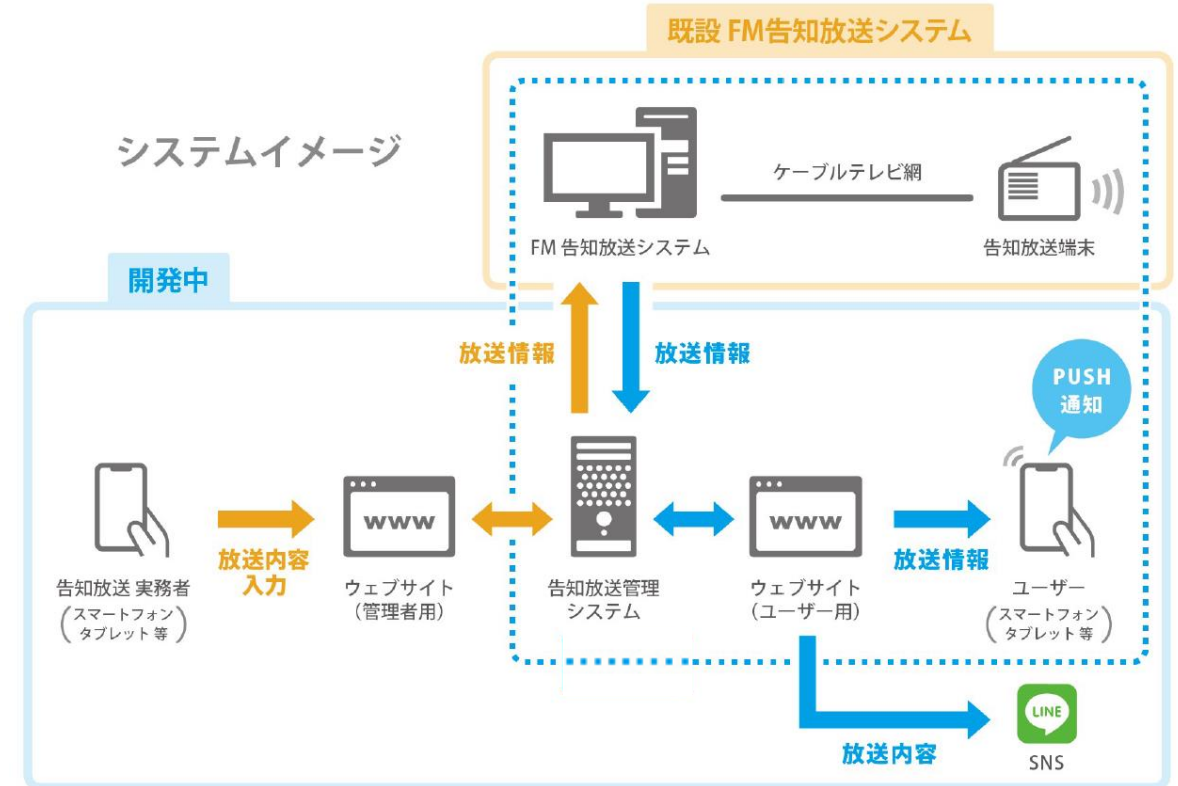 既設 FM告知放送システム
システムイメージ
ケーブルテレビ網
FM 告知放送システム
告知放送端末
開発中
放送情報
放送情報
PUSH
通知
www
www
放送内容
入力
放送情報
告知放送 実務者
(スマートフォン
タブレット等)
ウェブサイト
(管理者用)
告知放送管理
システム
ウェブサイト
(ユーザー用)
ユーザー
(スマートフォン
タブレット等)
LINE
放送内容
SNS